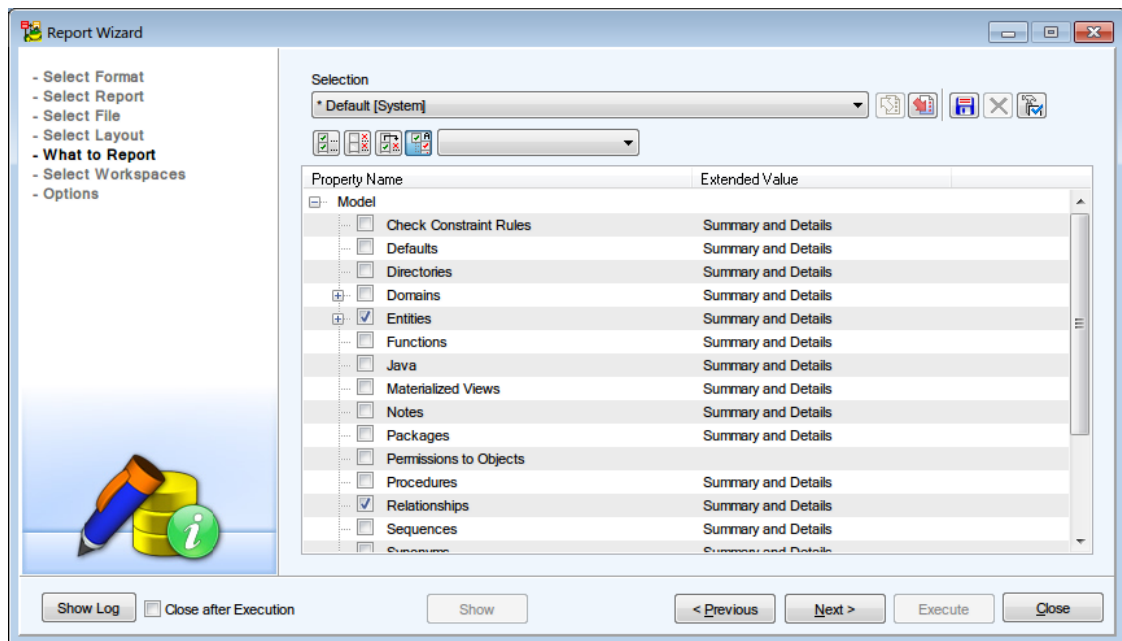 Report Wizard
- Select Format
- Select Report
- Select File
- Select Layout
- What to Report
- Select Workspaces
- Options
Selection
* Default [System]
Property Name Extended Value
Model
Check Constraint Rules Summary and Details
Defaults Summary and Details
Directories Summary and Details
Domains Summary and Details
Entities Summary and Details
Functions Summary and Details
Java Summary and Details
Materialized Views Summary and Details
Notes Summary and Details
Packages Summary and Details
Permissions to Objects
Procedures Summary and Details
Relationships Summary and Details
Sequences Summary and Details
Synonyms Summary and Details
Show Log Close after Execution Show < Previous Next > Execute Close